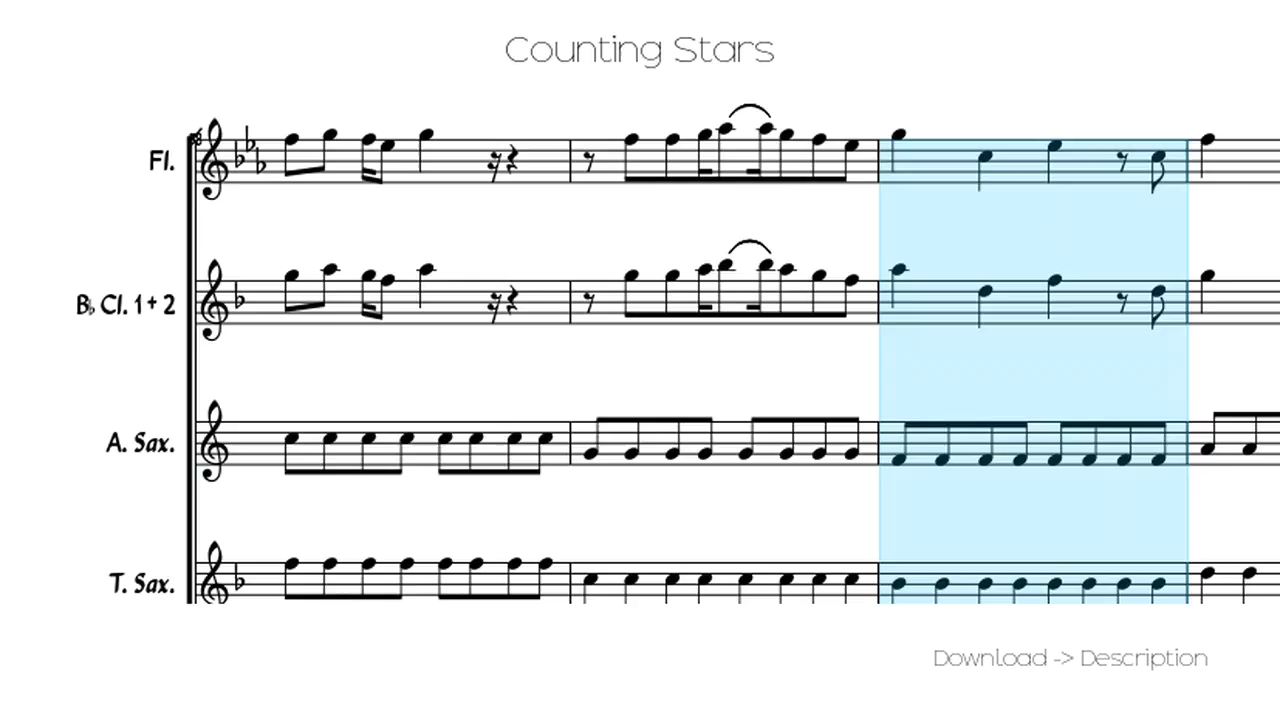 Counting Stars
Fl.
B♭ Cl. 1 + 2
A. Sax.
T. Sax.
Download -> Description